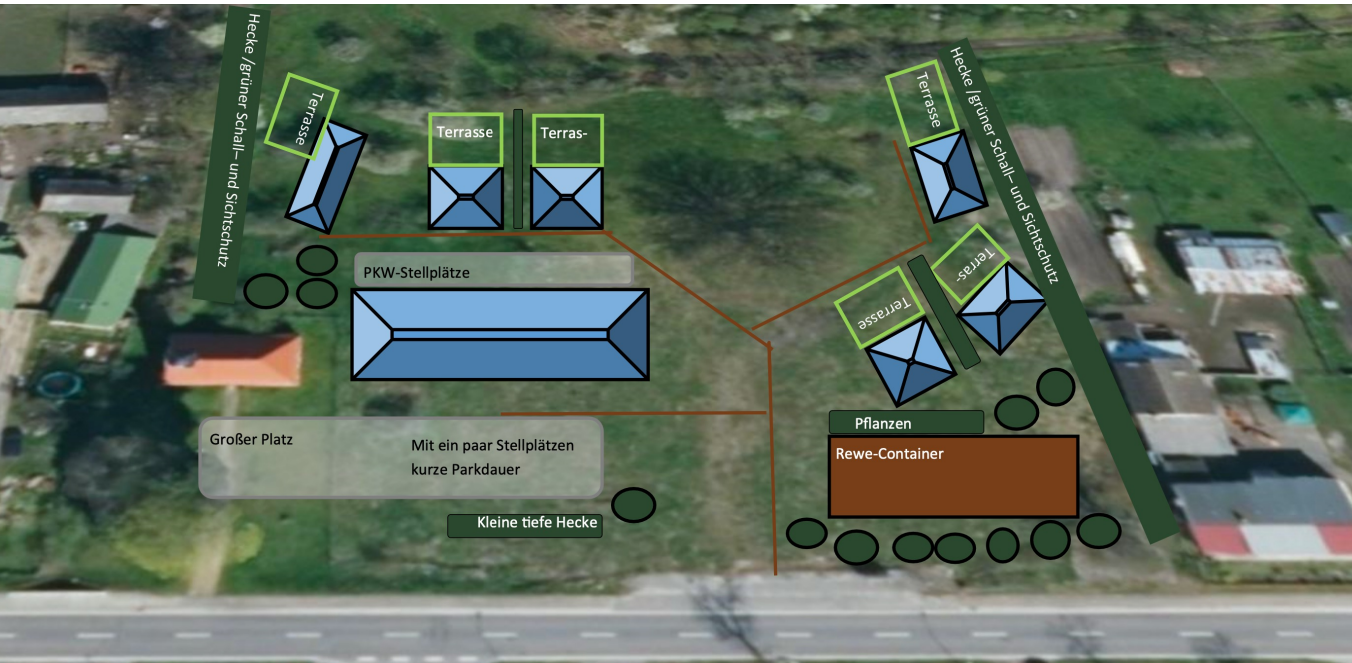 Hecke /grüner Schall– und Sichtschutz
Terrasse
Terrasse
Terras-
Terrasse
Hecke /grüner Schall– und Sichtschutz
PKW-Stellplätze
Terrasse
Terras-
Großer Platz
Mit ein paar Stellplätzen
kurze Parkdauer
Pflanzen
Rewe-Container
Kleine tiefe Hecke